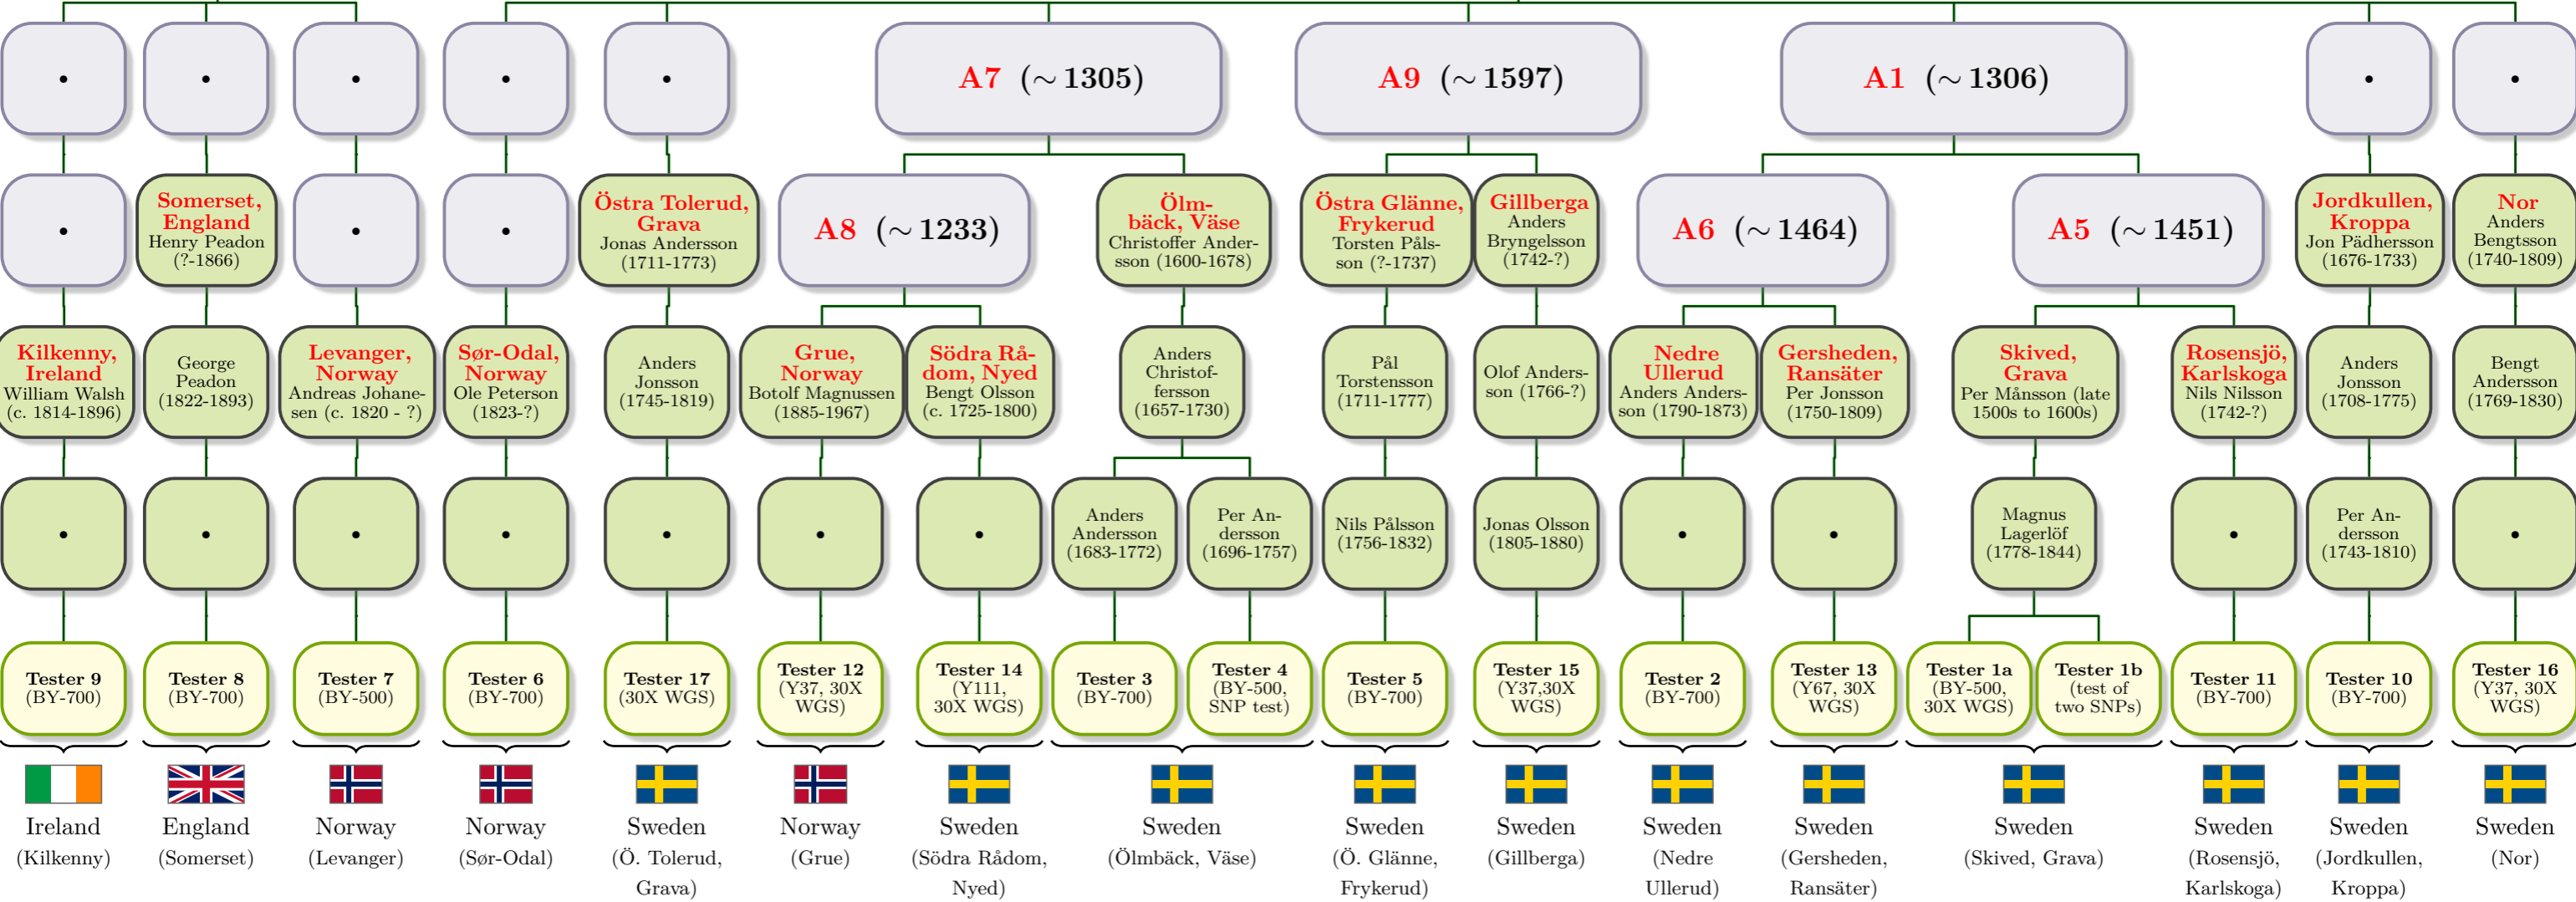 A7 (∼ 1305)
A9 (∼ 1597)
A1 (∼ 1306)
Somerset,
England
Henry Peadon
(?-1866)
Östra Tolerud,
Grava
Jonas Andersson
(1711-1773)
A8 (∼ 1233)
Ölm-
bäck, Väse
Christoffer Ander-
sson (1600-1678)
Östra Glänne,
Frykerud
Torsten Påls-
son (?-1737)
Gillberga
Anders
Bryngelsson
(1742-?)
A6 (∼ 1464)
A5 (∼ 1451)
Jordkullen,
Kroppa
Jon Pädhersson
(1676-1733)
Nor
Anders
Bengtsson
(1740-1809)
Kilkenny,
Ireland
William Walsh
(c. 1814-1896)
George
Peadon
(1822-1893)
Levanger,
Norway
Andreas Johane-
sen (c. 1820 - ?)
Sør-Odal,
Norway
Ole Peterson
(1823-?)
Anders
Jonsson
(1745-1819)
Grue,
Norway
Botolf Magnussen
(1885-1967)
Södra Rå-
dom, Nyed
Bengt Olsson
(c. 1725-1800)
Anders
Christof-
fersson
(1657-1730)
Pål
Torstensson
(1711-1777)
Olof Anders-
son (1766-?)
Nedre
Ullerud
Anders Anders-
son (1790-1873)
Gersheden,
Ransäter
Per Jonsson
(1750-1809)
Skived,
Grava
Per Månsson (late
1500s to 1600s)
Rosensjö,
Karlskoga
Nils Nilsson
(1742-?)
Anders
Jonsson
(1708-1775)
Bengt
Andersson
(1769-1830)
Anders
Andersson
(1683-1772)
Per An-
dersson
(1696-1757)
Nils Pålsson
(1756-1832)
Jonas Olsson
(1805-1880)
Magnus
Lagerlöf
(1778-1844)
Per An-
dersson
(1743-1810)
Tester 9
(BY-700)
Tester 8
(BY-700)
Tester 7
(BY-500)
Tester 6
(BY-700)
Tester 17
(30X WGS)
Tester 12
(Y37, 30X
WGS)
Tester 14
(Y111,
30X WGS)
Tester 3
(BY-700)
Tester 4
(BY-500,
SNP test)
Tester 5
(BY-700)
Tester 15
(Y37,30X
WGS)
Tester 2
(BY-700)
Tester 13
(Y67, 30X
WGS)
Tester 1a
(BY-500,
30X WGS)
Tester 1b
(test of
two SNPs)
Tester 11
(BY-700)
Tester 10
(BY-700)
Tester 16
(Y37, 30X
WGS)
Ireland
(Kilkenny)
England
(Somerset)
Norway
(Levanger)
Norway
(Sør-Odal)
Sweden
(Ö. Tolerud,
Grava)
Norway
(Grue)
Sweden
(Södra Rådom,
Nyed)
Sweden
(Ölmbäck, Väse)
Sweden
(Ö. Glänne,
Frykerud)
Sweden
(Gillberga)
Sweden
(Nedre
Ullerud)
Sweden
(Gersheden,
Ransäter)
Sweden
(Skived, Grava)
Sweden
(Rosensjö,
Karlskoga)
Sweden
(Jordkullen,
Kroppa)
Sweden
(Nor)